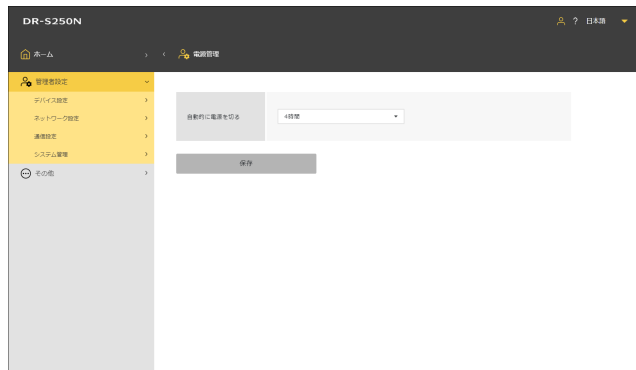 DR-S250N
? 日本語
ホーム
電源管理
管理者設定
デバイス設定
ネットワーク設定
通信設定
システム管理
その他
自動的に電源を切る
4時間
保存